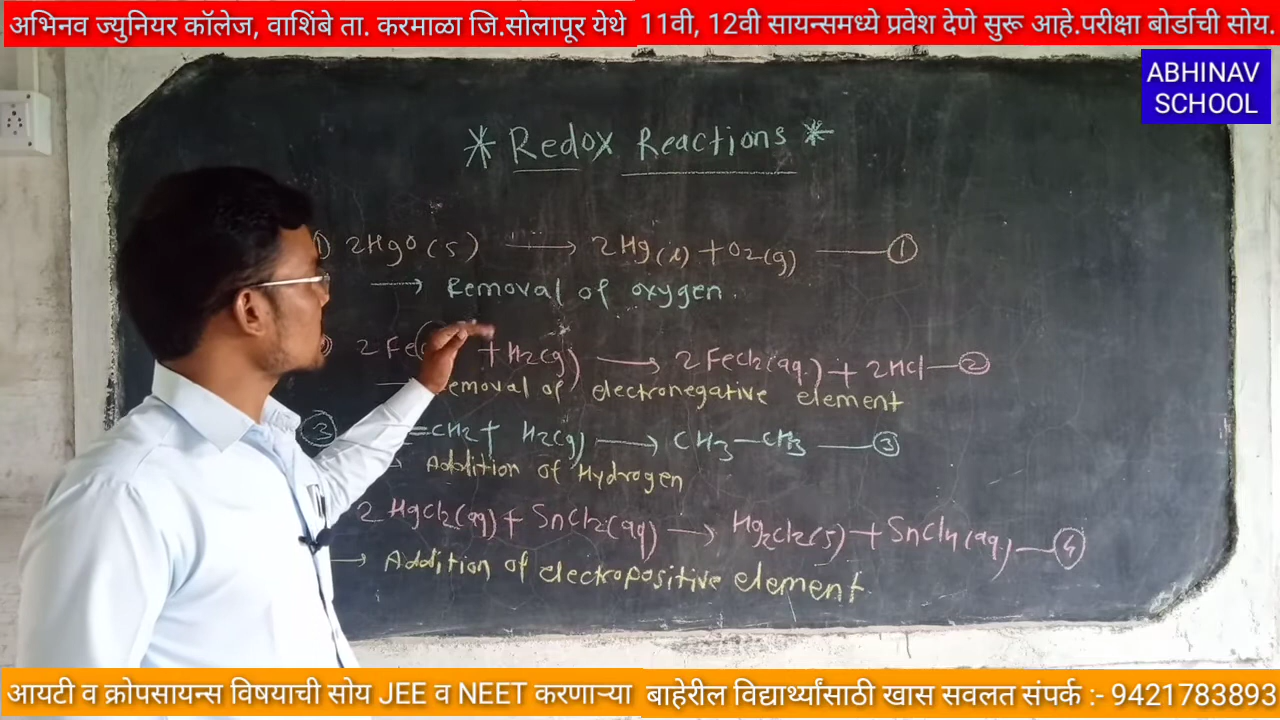 अभिनव ज्युनियर कॉलेज, वाशिंबे ता. करमाळा जि.सोलापूर येथे 11वी, 12वी सायन्समध्ये प्रवेश देणे सुरू आहे.परीक्षा बोर्डाची सोय.
ABHINAV
SCHOOL
* Redox Reactions *
1) 2HgO(s) → 2Hg(l) + O2(g) — 1
→ Removal of oxygen.
2Fe + H2(g) → 2FeCl2(aq.) + 2HCl — 2
Removal of electronegative element
3 =CH2 + H2(g) → CH3—CH3 — 3
Addition of Hydrogen
2HgCl2(aq) + SnCl2(aq) → Hg2Cl2(s) + SnCl4(aq.) — 4
→ Addition of electropositive element.
आयटी व क्रोपसायन्स विषयाची सोय JEE व NEET करणाऱ्या बाहेरील विद्यार्थ्यांसाठी खास सवलत संपर्क :- 9421783893